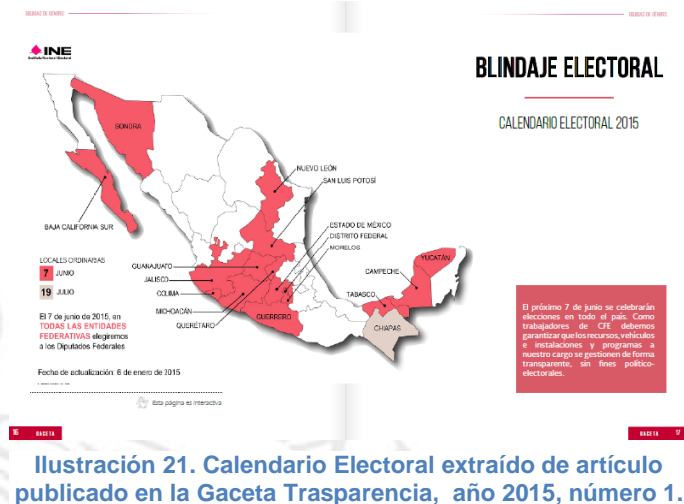 INE
Instituto Nacional Electoral
BLINDAJE ELECTORAL
CALENDARIO ELECTORAL 2015
SONORA
NUEVO LEÓN
SAN LUIS POTOSÍ
BAJA CALIFORNIA SUR
ESTADO DE MÉXICO
DISTRITO FEDERAL
MORELOS
LOCALES ORDINARIAS
7 JUNIO
19 JULIO
GUANAJUATO
JALISCO
COLIMA
MICHOACÁN
QUERÉTARO
GUERRERO
YUCATÁN
CAMPECHE
TABASCO
CHIAPAS
El 7 de junio de 2015, en
TODAS LAS ENTIDADES
FEDERATIVAS elegiremos
a los Diputados Federales
Fecha de actualización: 6 de enero de 2015
Esta página es interactiva
El próximo 7 de junio se celebrarán
elecciones en todo el país. Como
trabajadores de CFE debemos
garantizar que los recursos, vehículos
e instalaciones y programas a
nuestro cargo se gestionen de forma
transparente, sin fines político-
electorales.
16 GACETA
GACETA 17
Ilustración 21. Calendario Electoral extraído de artículo
publicado en la Gaceta Trasparencia, año 2015, número 1.